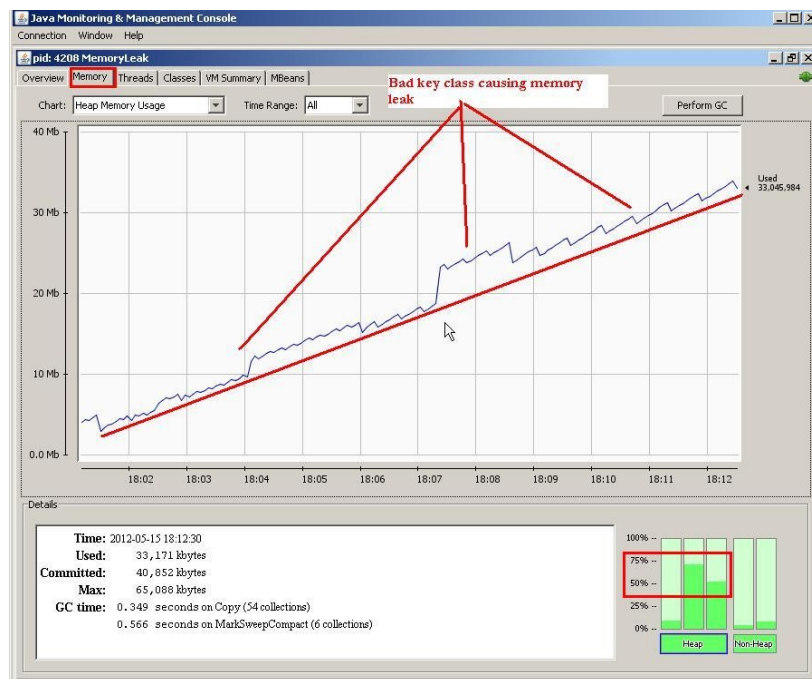 Java Monitoring & Management Console
Connection Window Help
pid: 4208 MemoryLeak
Overview Memory Threads Classes VM Summary MBeans
Bad key class causing memory
leak
Chart: Heap Memory Usage Time Range: All Perform GC
40 Mb
30 Mb
20 Mb
10 Mb
0.0 Mb
Used
33,045,984
18:02 18:03 18:04 18:05 18:06 18:07 18:08 18:09 18:10 18:11 18:12
Details
Time: 2012-05-15 18:12:30
Used: 33,171 kbytes
Committed: 40,852 kbytes
Max: 65,088 kbytes
GC time: 0.349 seconds on Copy (54 collections)
0.566 seconds on MarkSweepCompact (6 collections)
100% --
75% --
50% --
25% --
0% --
Heap Non-Heap